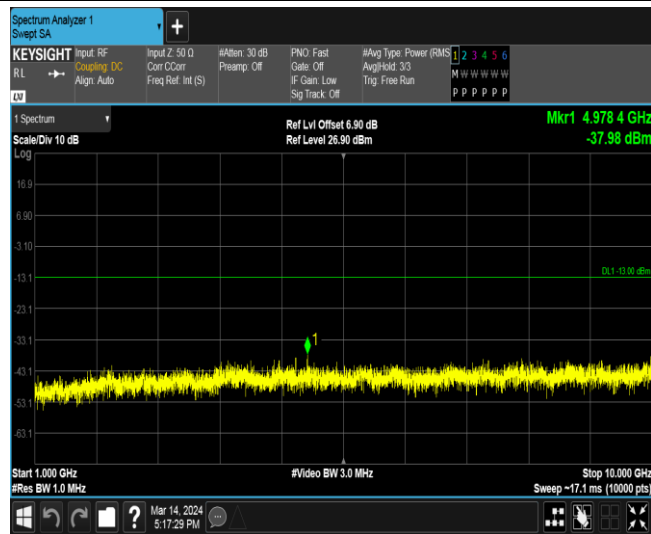 Spectrum Analyzer 1
Swept SA
KEYSIGHT Input: RF Input Z: 50 Ω #Atten: 30 dB PNO: Fast #Avg Type: Power (RMS 1 2 3 4 5 6
RL Coupling: DC Corr CCorr Preamp: Off Gate: Off Avg|Hold: 3/3 M W W W W W
Align: Auto Freq Ref: Int (S) IF Gain: Low Trig: Free Run
Sig Track: Off P P P P P P
LXI
1 Spectrum Ref Lvl Offset 6.90 dB Mkr1 4.978 4 GHz
Scale/Div 10 dB Ref Level 26.90 dBm -37.98 dBm
Log
16.9
6.90
-3.10
DL1 -13.00 dBm
-13.1
-23.1
-33.1
1
-43.1
-53.1
-63.1
Start 1.000 GHz #Video BW 3.0 MHz Stop 10.000 GHz
#Res BW 1.0 MHz Sweep ~17.1 ms (10000 pts)
Mar 14, 2024
5:17:29 PM